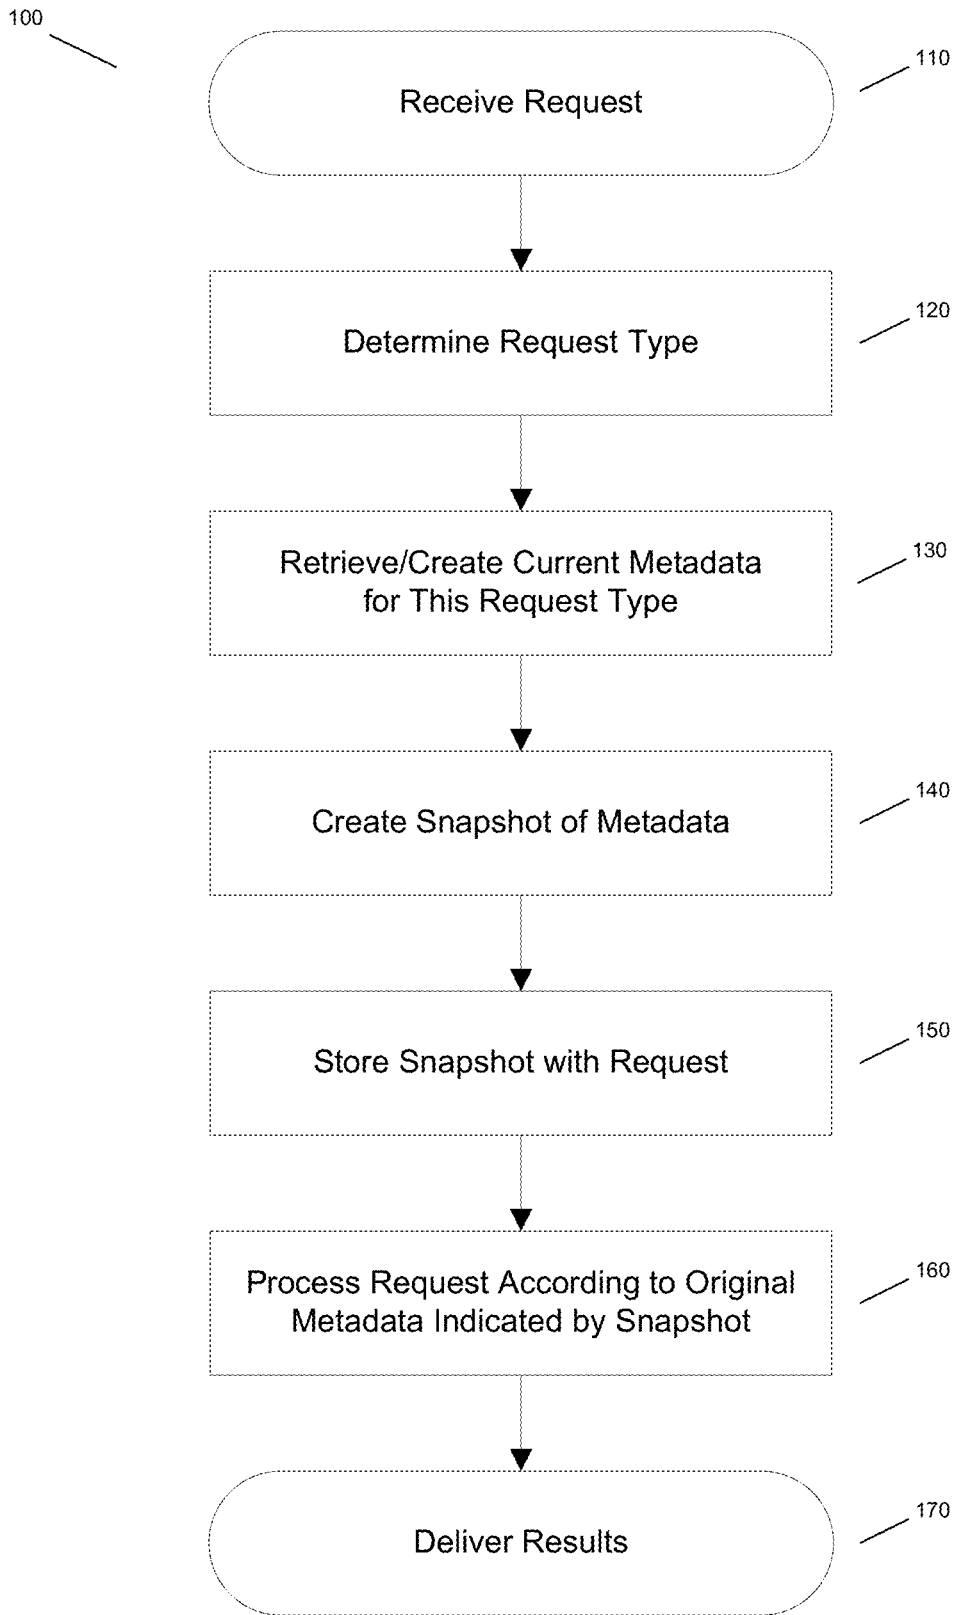 100
110
Receive Request
120
Determine Request Type
130
Retrieve/Create Current Metadada
for This Request Type
140
Create Snapshot of Metadata
150
Store Snapshot with Request
160
Process Request According to Original
Metadata Indicated by Snapshot
170
Deliver Results